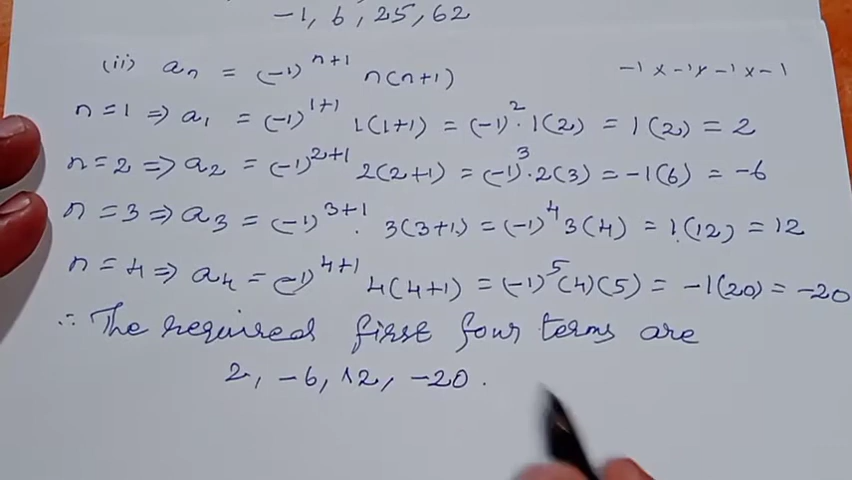 -1, 6, 25, 62
(ii) aₙ = (-1)ⁿ⁺¹ n(n+1)
-1 x -1 x -1 x -1
n=1 => a₁ = (-1)¹⁺¹ 1(1+1) = (-1)²·1(2) = 1(2) = 2
n=2 => a₂ = (-1)²⁺¹ 2(2+1) = (-1)³·2(3) = -1(6) = -6
n=3 => a₃ = (-1)³⁺¹· 3(3+1) = (-1)⁴ 3(4) = 1(12) = 12
n=4 => a₄ = (-1)⁴⁺¹ 4(4+1) = (-1)⁵(4)(5) = -1(20) = -20
∴ The required first four terms are
2, -6, 12, -20.